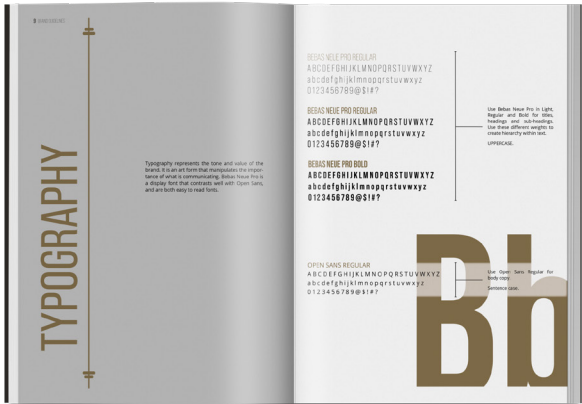 TYPOGRAPHY
Typography represents the tone and value of the
brand. It is an art form that manipulates the impor-
tance of what is communicating. Bebas Neue Pro is
a display font that contrasts well with Open Sans,
and are both easy to read fonts.
BEBAS NEUE PRO REGULAR
ABCDEFGHIJKLMNOPQRSTUVWXYZ
abcdefghijklmnopqrstuvwxyz
0123456789@$!#?
BEBAS NEUE PRO REGULAR
ABCDEFGHIJKLMNOPQRSTUVWXYZ
abcdefghijklmnopqrstuvwxyz
0123456789@$!#?
BEBAS NEUE PRO BOLD
ABCDEFGHIJKLMNOPQRSTUVWXYZ
abcdefghijklmnopqrstuvwxyz
0123456789@$!#?
Use Bebas Neue Pro in Light,
Regular and Bold for titles,
headings and sub-headings.
Use these different weights to
create hierarchy within text.
UPPERCASE.
OPEN SANS REGULAR
ABCDEFGHIJKLMNOPQRSTUVWXYZ
abcdefghijklmnopqrstuvwxyz
0123456789@$!#?
Use Open Sans Regular for
body copy.
Sentence case.
Bb